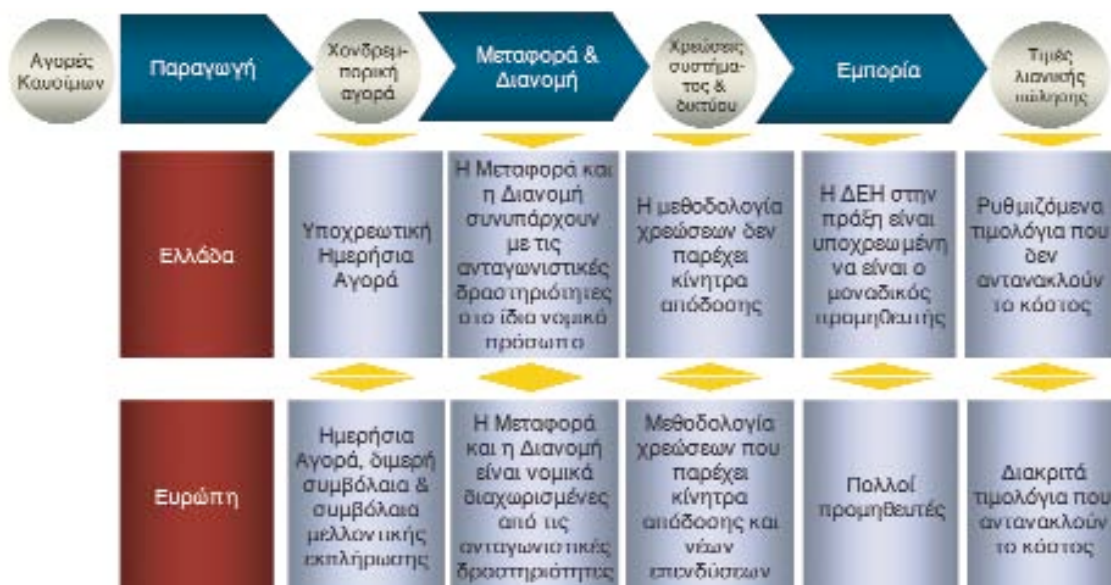 Αγορές
Καυσίμων
Παραγωγή
Χονδρεμ-
πορική
αγορά
Μεταφορά &
Διανομή
Χρεώσεις
συστήμα-
τος &
δικτύου
Εμπορία
Τιμές
λιανικής
πώλησης
Ελλάδα
Υποχρεωτική
Ημερήσια
Αγορά
Η Μεταφορά και
η Διανομή
συνυπάρχουν
με τις
ανταγωνιστικές
δραστηριότητες
στο ίδιο νομικό
πρόσωπο
Η μεθοδολογία
χρεώσεων δεν
παρέχει
κίνητρα
απόδοσης
Η ΔΕΗ στην
πράξη είναι
υποχρεωμένη
να είναι ο
μοναδικός
προμηθευτής
Ρυθμιζόμενα
τιμολόγια που
δεν
αντανακλούν
το κόστος
Ευρώπη
Ημερήσια
Αγορά, διμερή
συμβόλαια &
συμβόλαια
μελλοντικής
εκπλήρωσης
Η Μεταφορά
και η Διανομή
είναι νομικά
διαχωρισμένες
από τις
ανταγωνιστικές
δραστηριότητες
Μεθοδολογία
χρεώσεων που
παρέχει
κίνητρα
απόδοσης και
νέων
επενδύσεων
Πολλοί
προμηθευτές
Διακριτά
τιμολόγια που
αντανακλούν
το κόστος